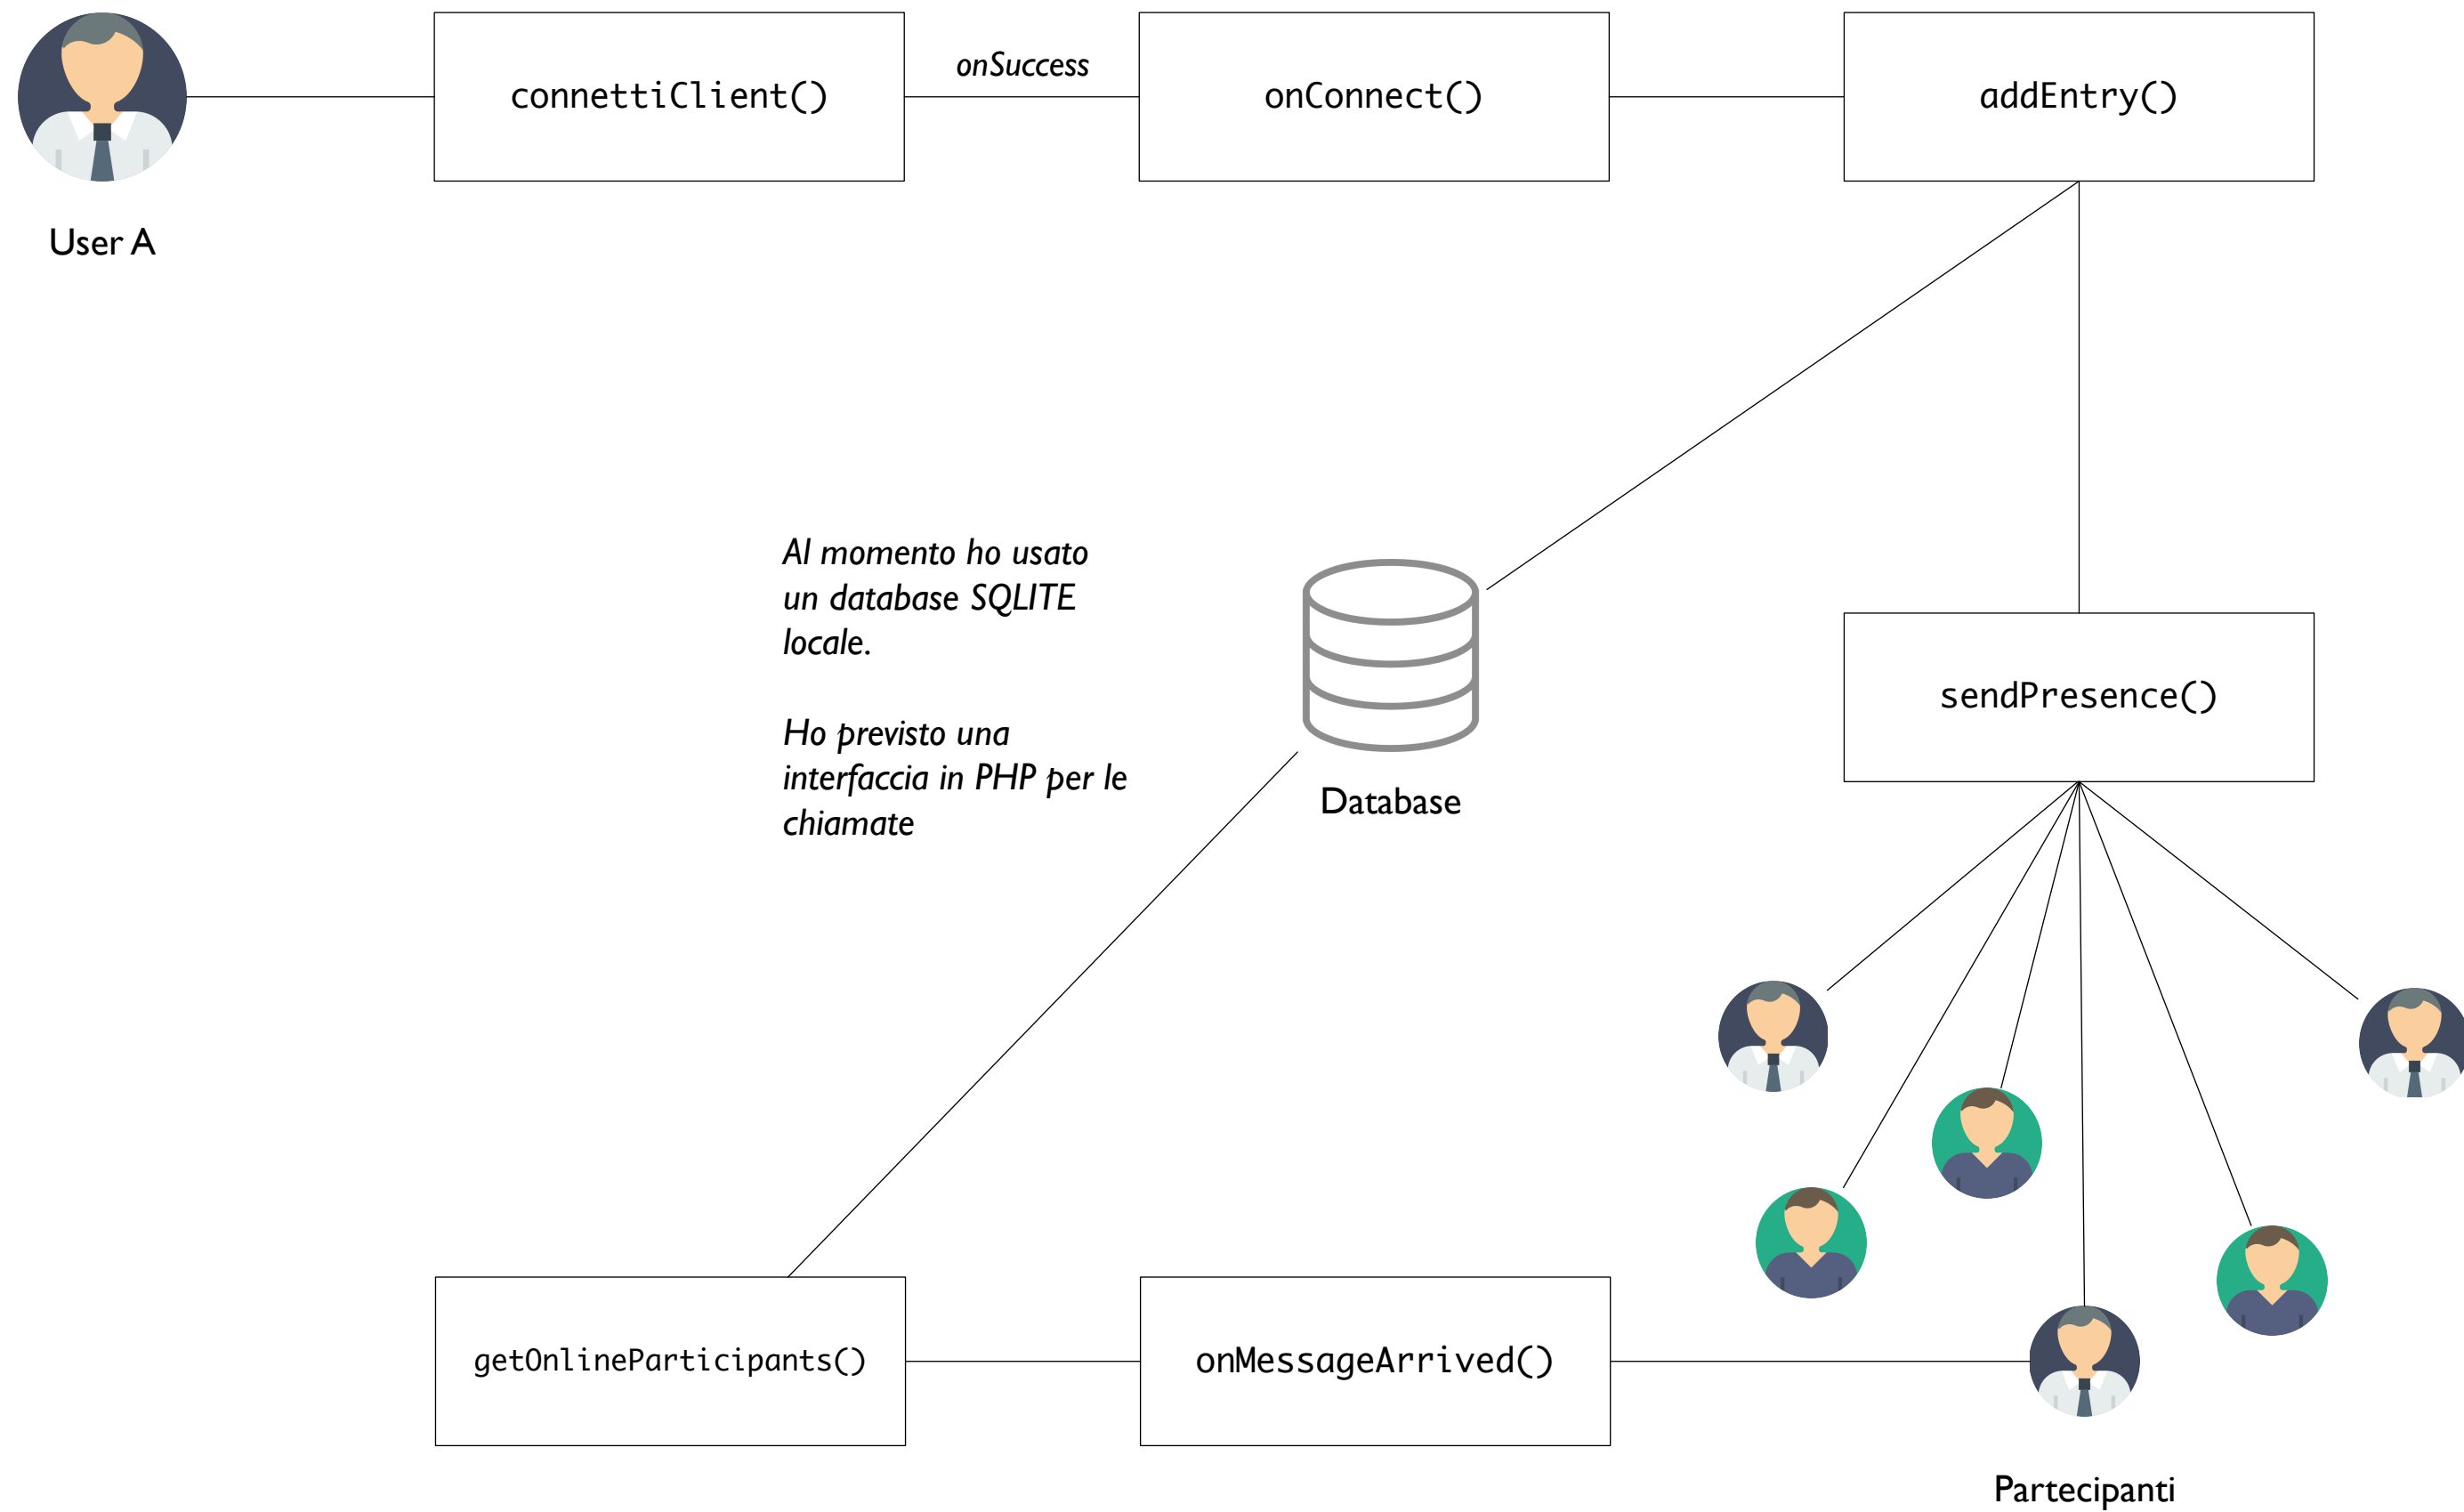 connettiClient()
onSuccess
onConnect()
addEntry()
User A
Al momento ho usato
un database SQLITE
locale.
Ho previsto una
interfaccia in PHP per le
chiamate
Database
sendPresence()
getOnlineParticipants()
onMessageArrived()
Partecipanti